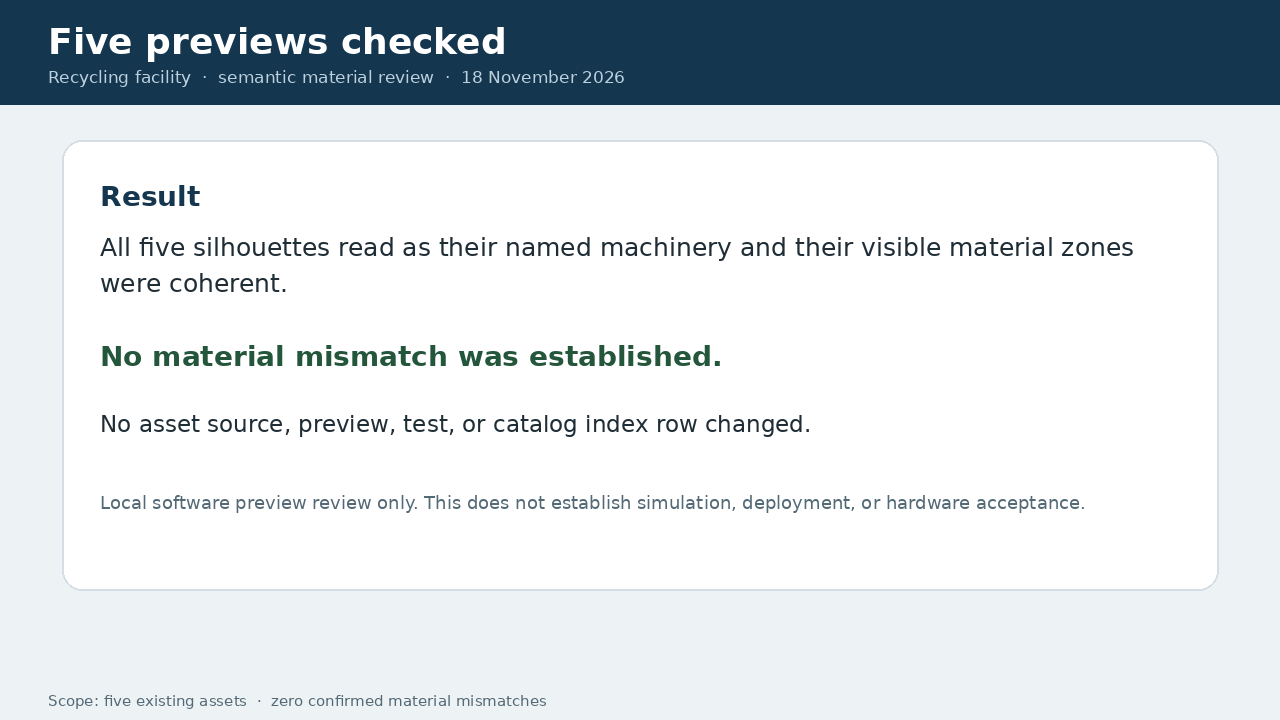 Five previews checked
Recycling facility · semantic material review · 18 November 2026
Result
All five silhouettes read as their named machinery and their visible material zones
were coherent.
No material mismatch was established.
No asset source, preview, test, or catalog index row changed.
Local software preview review only. This does not establish simulation, deployment, or hardware acceptance.
Scope: five existing assets · zero confirmed material mismatches